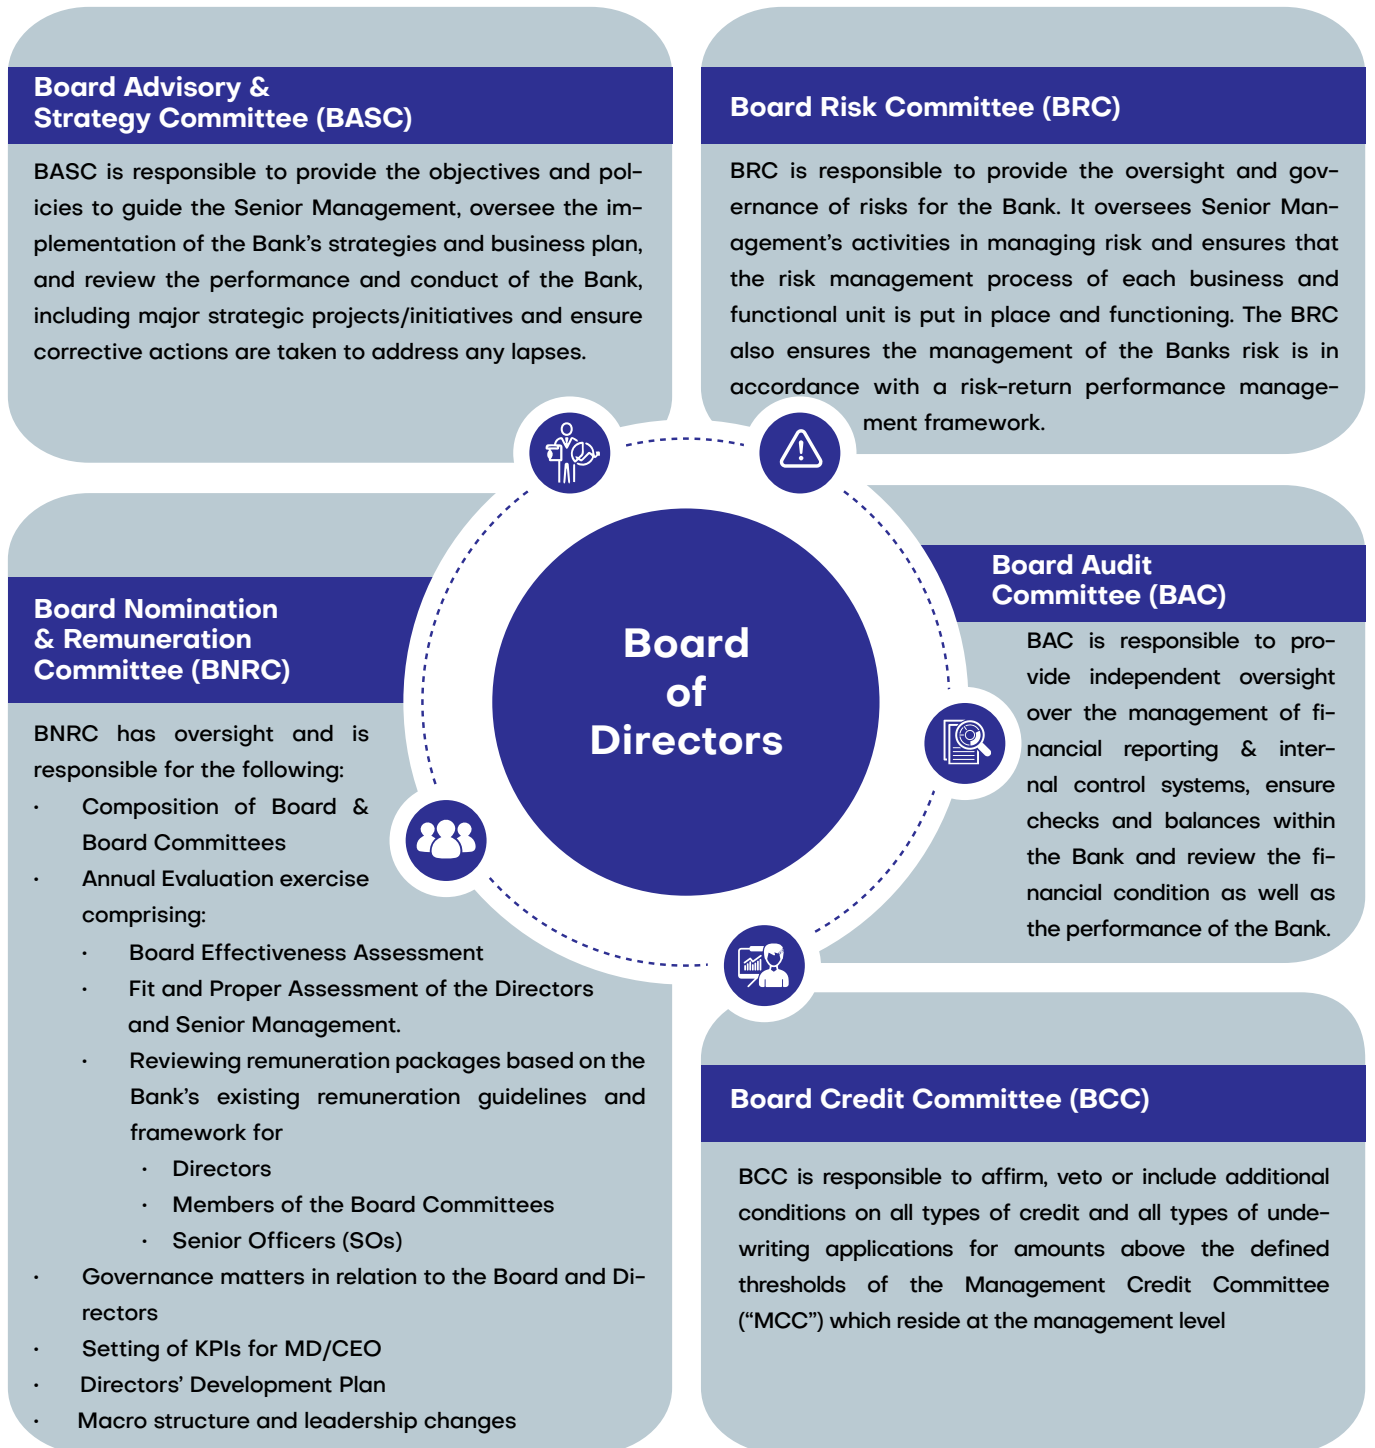 Board Advisory &
Strategy Committee (BASC)
BASC is responsible to provide the objectives and pol-
icies to guide the Senior Management, oversee the im-
plementation of the Bank's strategies and business plan,
and review the performance and conduct of the Bank,
including major strategic projects/initiatives and ensure
corrective actions are taken to address any lapses.
Board Risk Committee (BRC)
BRC is responsible to provide the oversight and gov-
ernance of risks for the Bank. It oversees Senior Man-
agement's activities in managing risk and ensures that
the risk management process of each business and
functional unit is put in place and functioning. The BRC
also ensures the management of the Banks risk is in
accordance with a risk-return performance manage-
ment framework.
Board
of
Directors
Board Nomination
& Remuneration
Committee (BNRC)
BNRC has oversight and is
responsible for the following:
· Composition of Board &
Board Committees
· Annual Evaluation exercise
comprising:
· Board Effectiveness Assessment
· Fit and Proper Assessment of the Directors
and Senior Management.
· Reviewing remuneration packages based on the
Bank's existing remuneration guidelines and
framework for
· Directors
· Members of the Board Committees
· Senior Officers (SOs)
· Governance matters in relation to the Board and Di-
rectors
· Setting of KPIs for MD/CEO
· Directors' Development Plan
· Macro structure and leadership changes
Board Audit
Committee (BAC)
BAC is responsible to pro-
vide independent oversight
over the management of fi-
nancial reporting & inter-
nal control systems, ensure
checks and balances within
the Bank and review the fi-
nancial condition as well as
the performance of the Bank.
Board Credit Committee (BCC)
BCC is responsible to affirm, veto or include additional
conditions on all types of credit and all types of unde-
writing applications for amounts above the defined
thresholds of the Management Credit Committee
("MCC") which reside at the management level